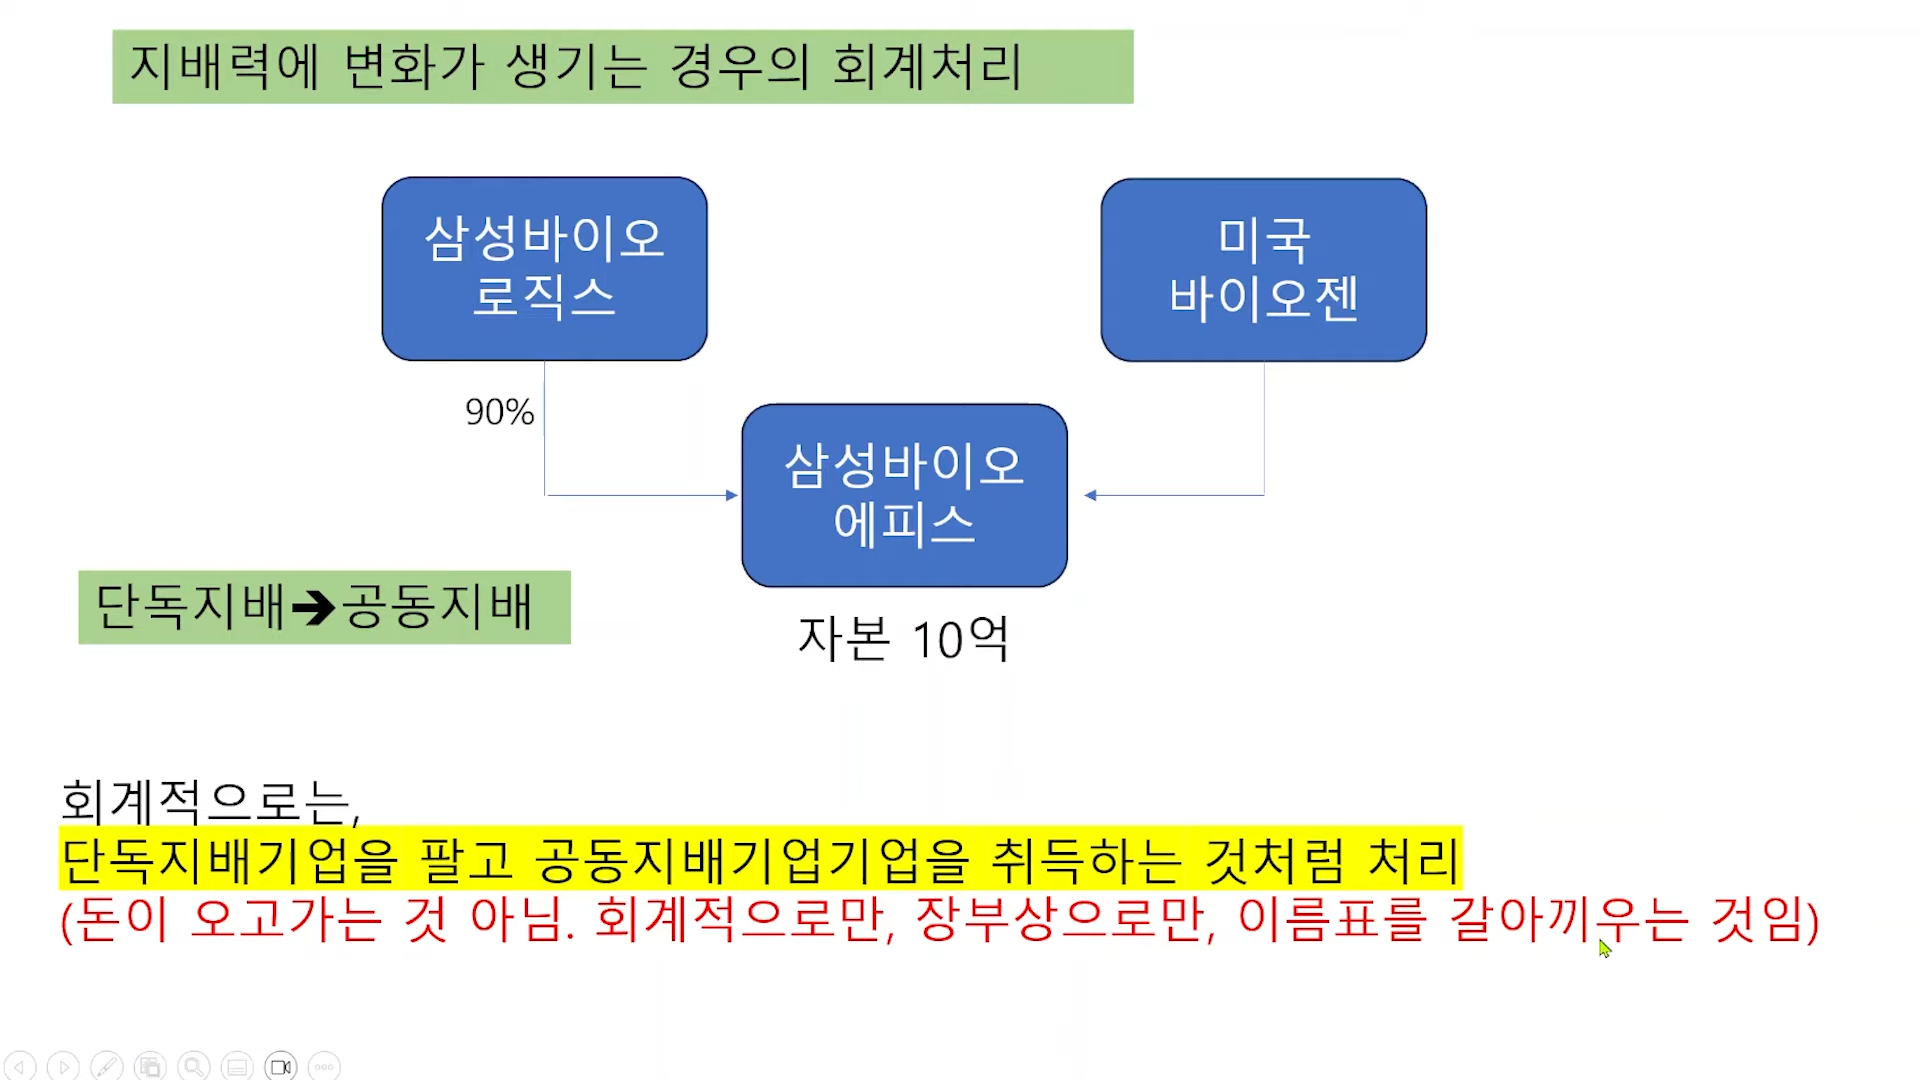 지배력에 변화가 생기는 경우의 회계처리
삼성바이오
로직스
미국
바이오젠
90%
삼성바이오
에피스
단독지배➔공동지배
자본 10억
회계적으로는,
단독지배기업을 팔고 공동지배기업기업을 취득하는 것처럼 처리
(돈이 오고가는 것 아님. 회계적으로만, 장부상으로만, 이름표를 갈아끼우는 것임)